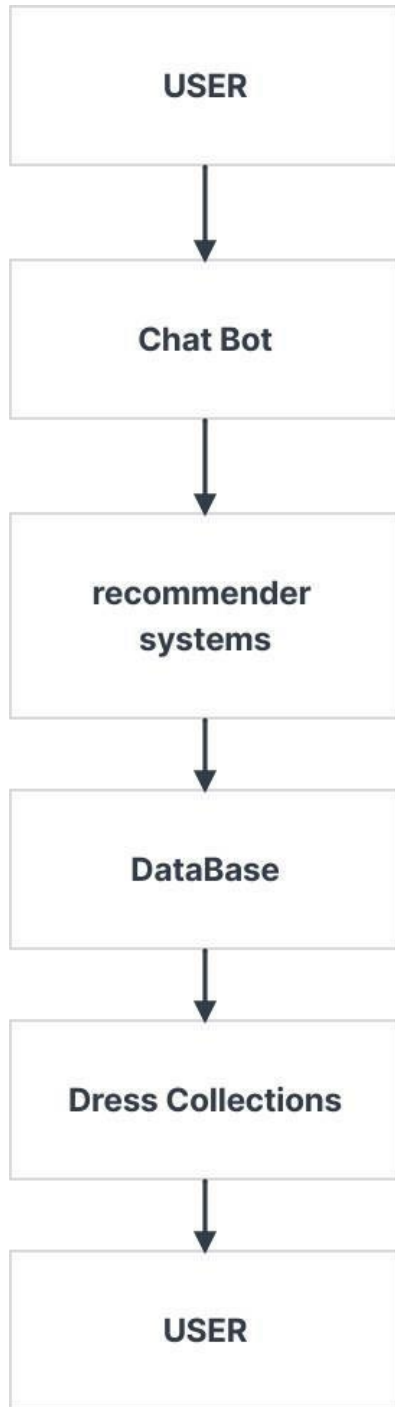 USER
Chat Bot
recommender
systems
DataBase
Dress Collections
USER